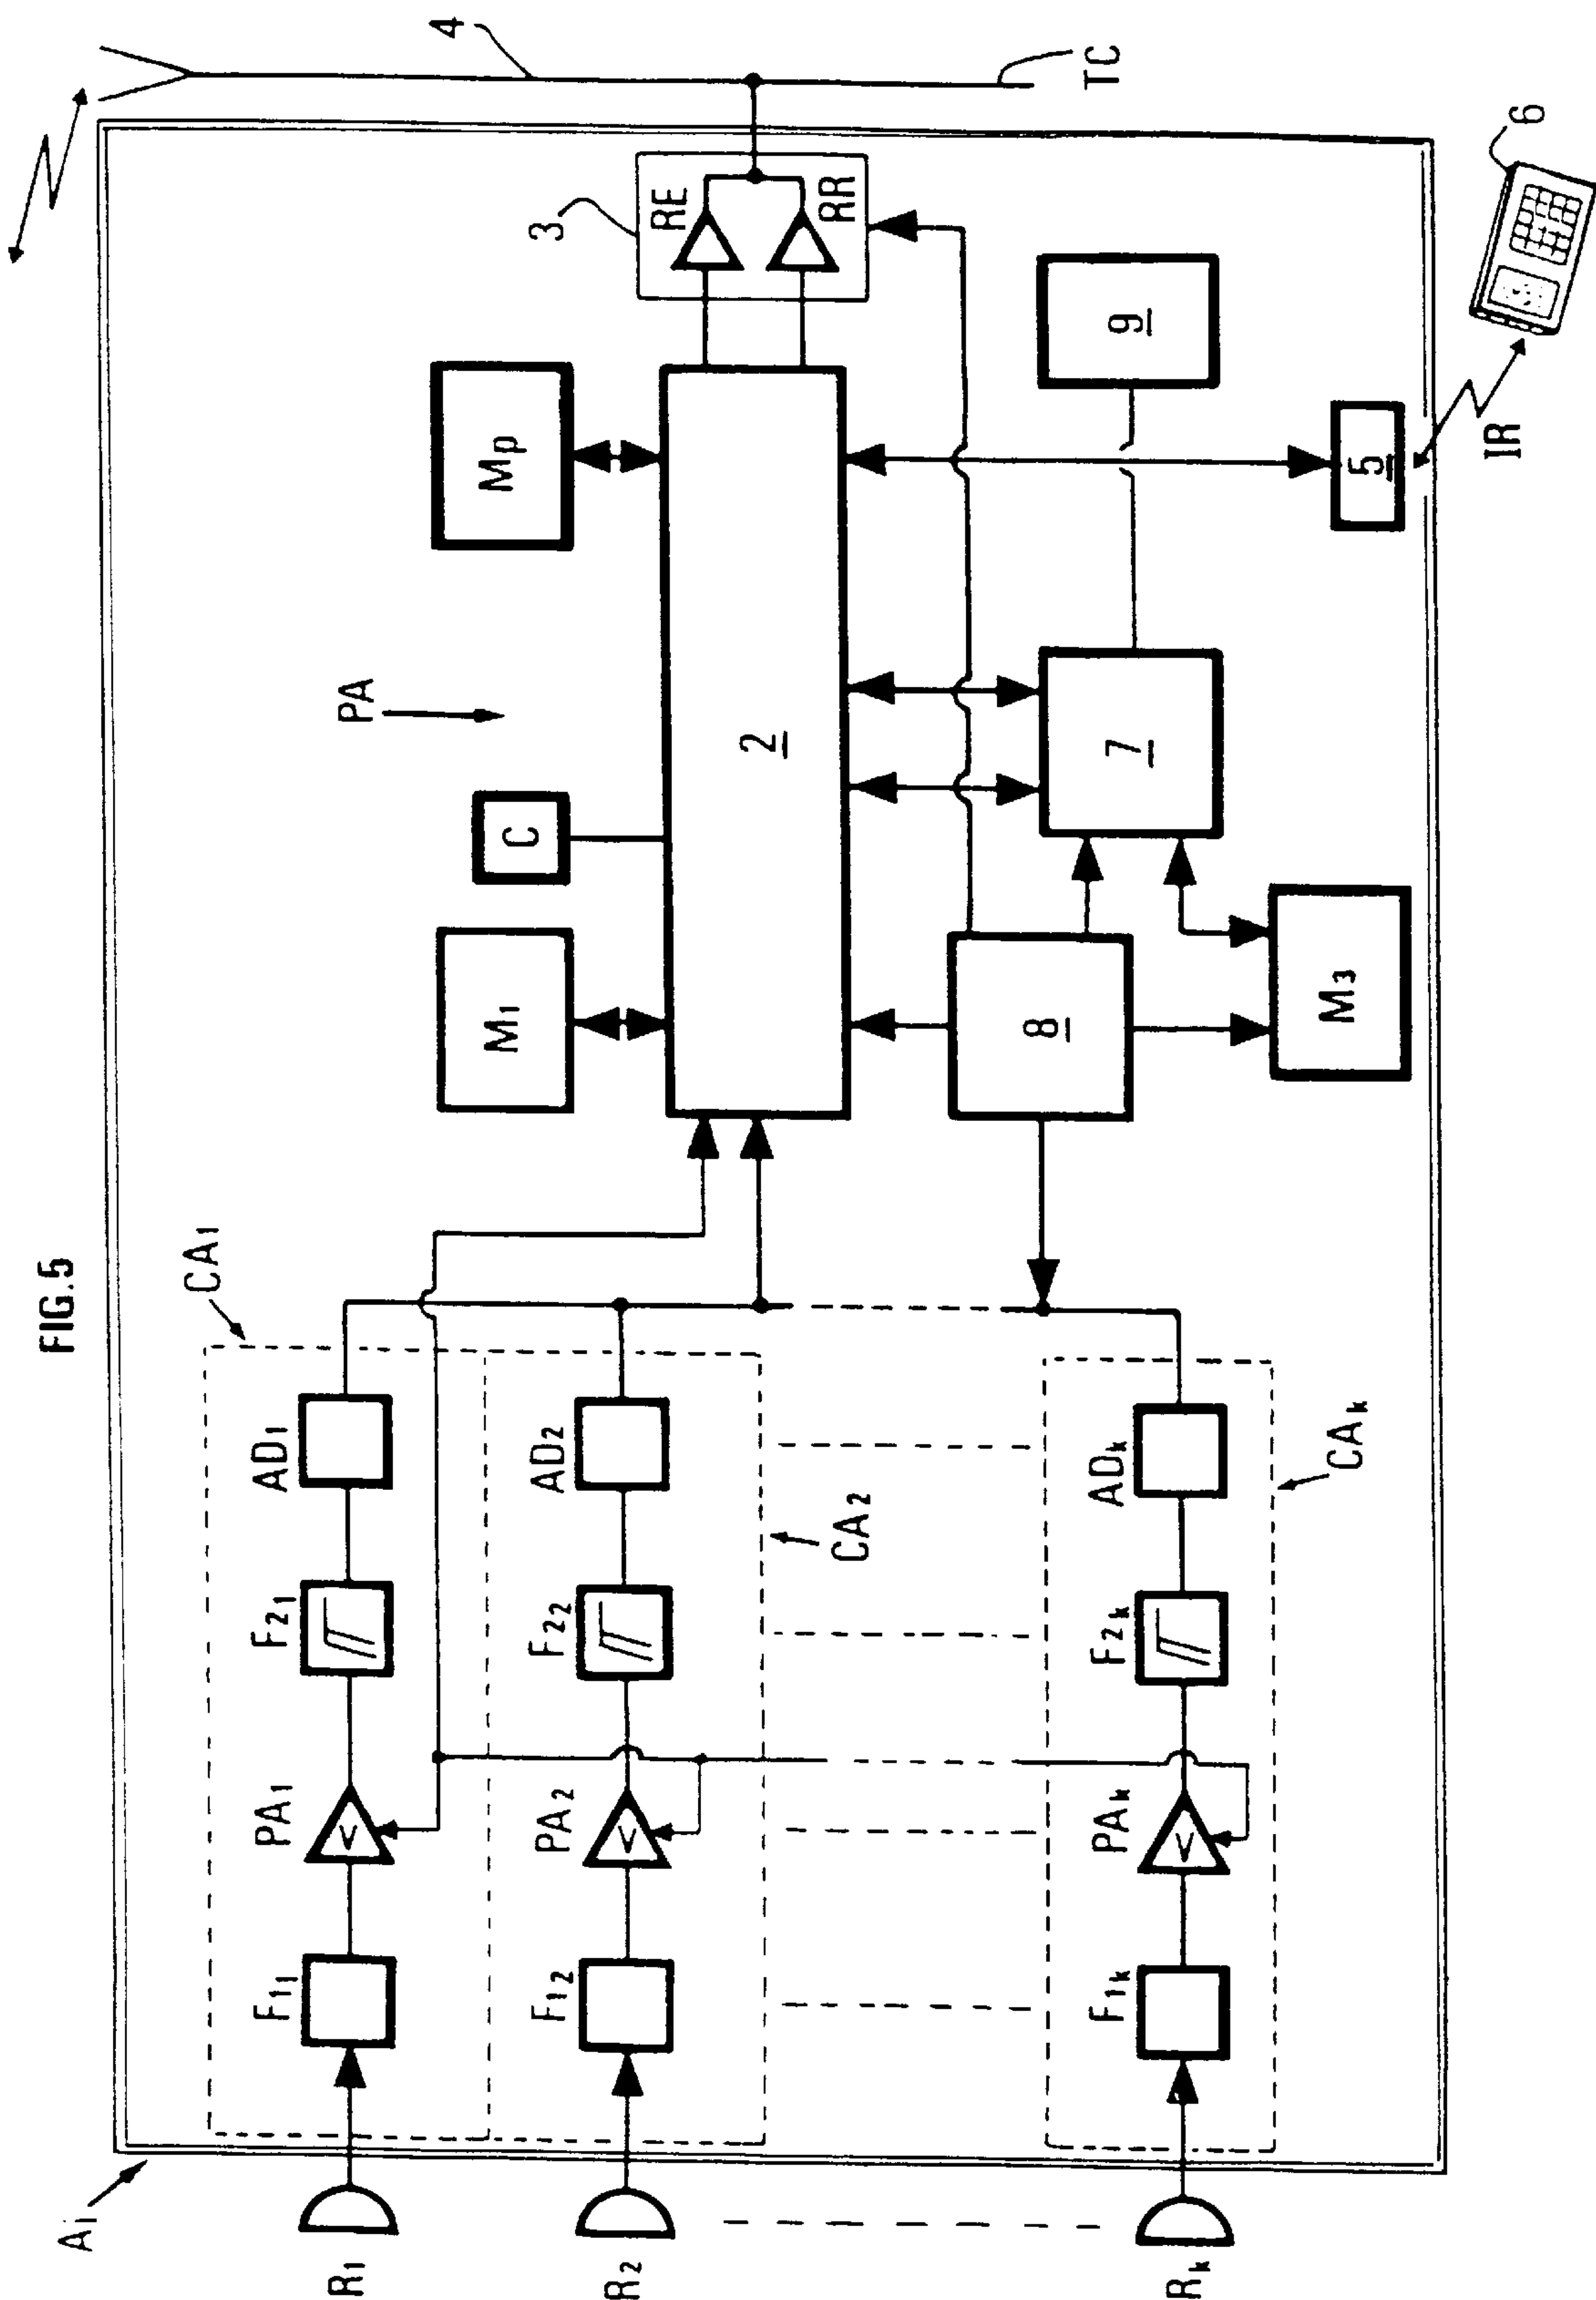 FIG.5
Ai
R1
R2
Rk
CA1
F11
PA1
F21
AD1
F12
PA2
F22
AD2
CA2
F1k
PAk
F2k
ADk
CAk
PA
M1
C
Mp
2
3
RE
RR
4
TC
8
7
9
M3
5
IR
6